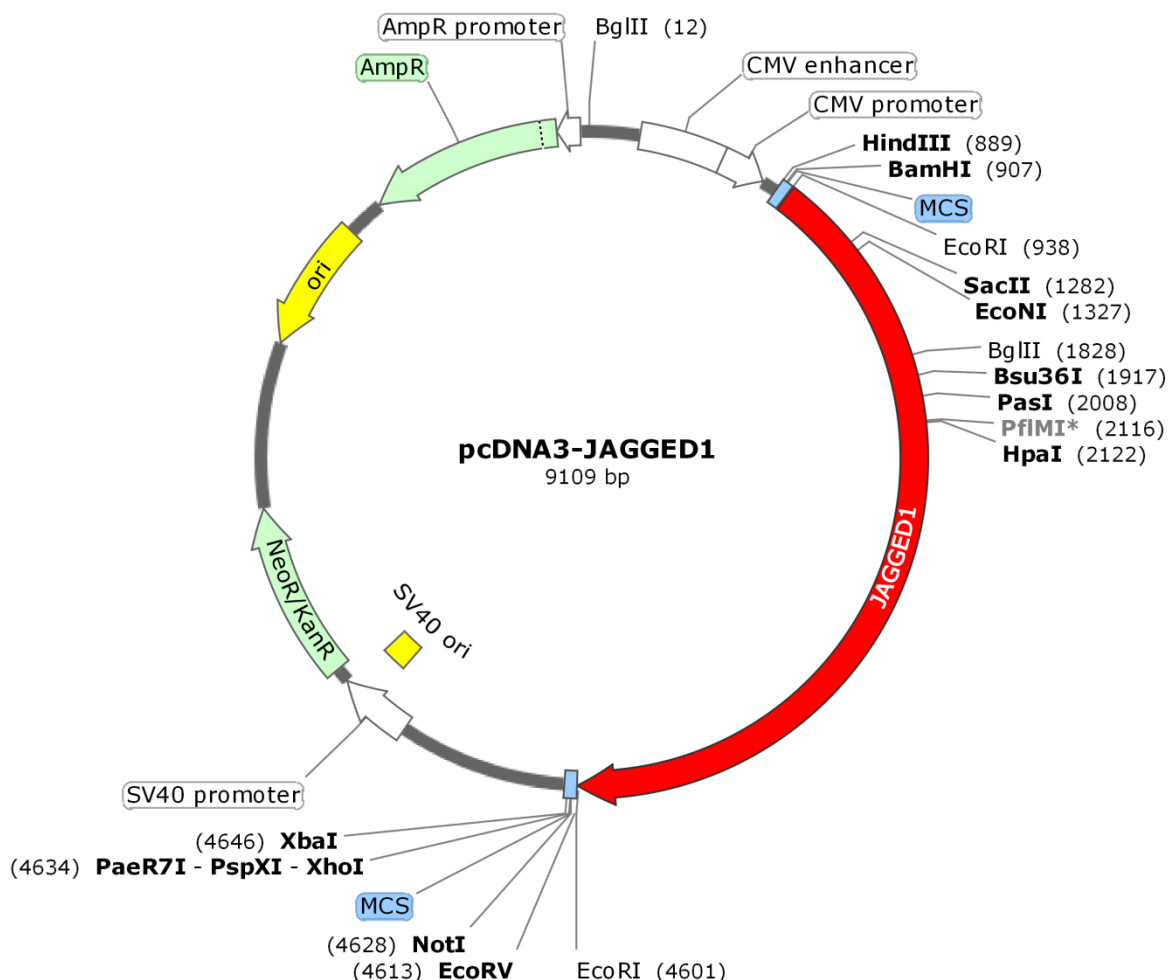 AmpR promoter
BglII (12)
AmpR
CMV enhancer
CMV promoter
HindIII (889)
BamHI (907)
MCS
EcoRI (938)
SacII (1282)
EcoNI (1327)
BglII (1828)
Bsu36I (1917)
PasI (2008)
PflMI* (2116)
HpaI (2122)
ori
pcDNA3-JAGGED1
9109 bp
JAGGED1
NeoR/KanR
SV40 ori
SV40 promoter
(4646) XbaI
(4634) PaeR7I - PspXI - XhoI
MCS
(4628) NotI
(4613) EcoRV
EcoRI (4601)